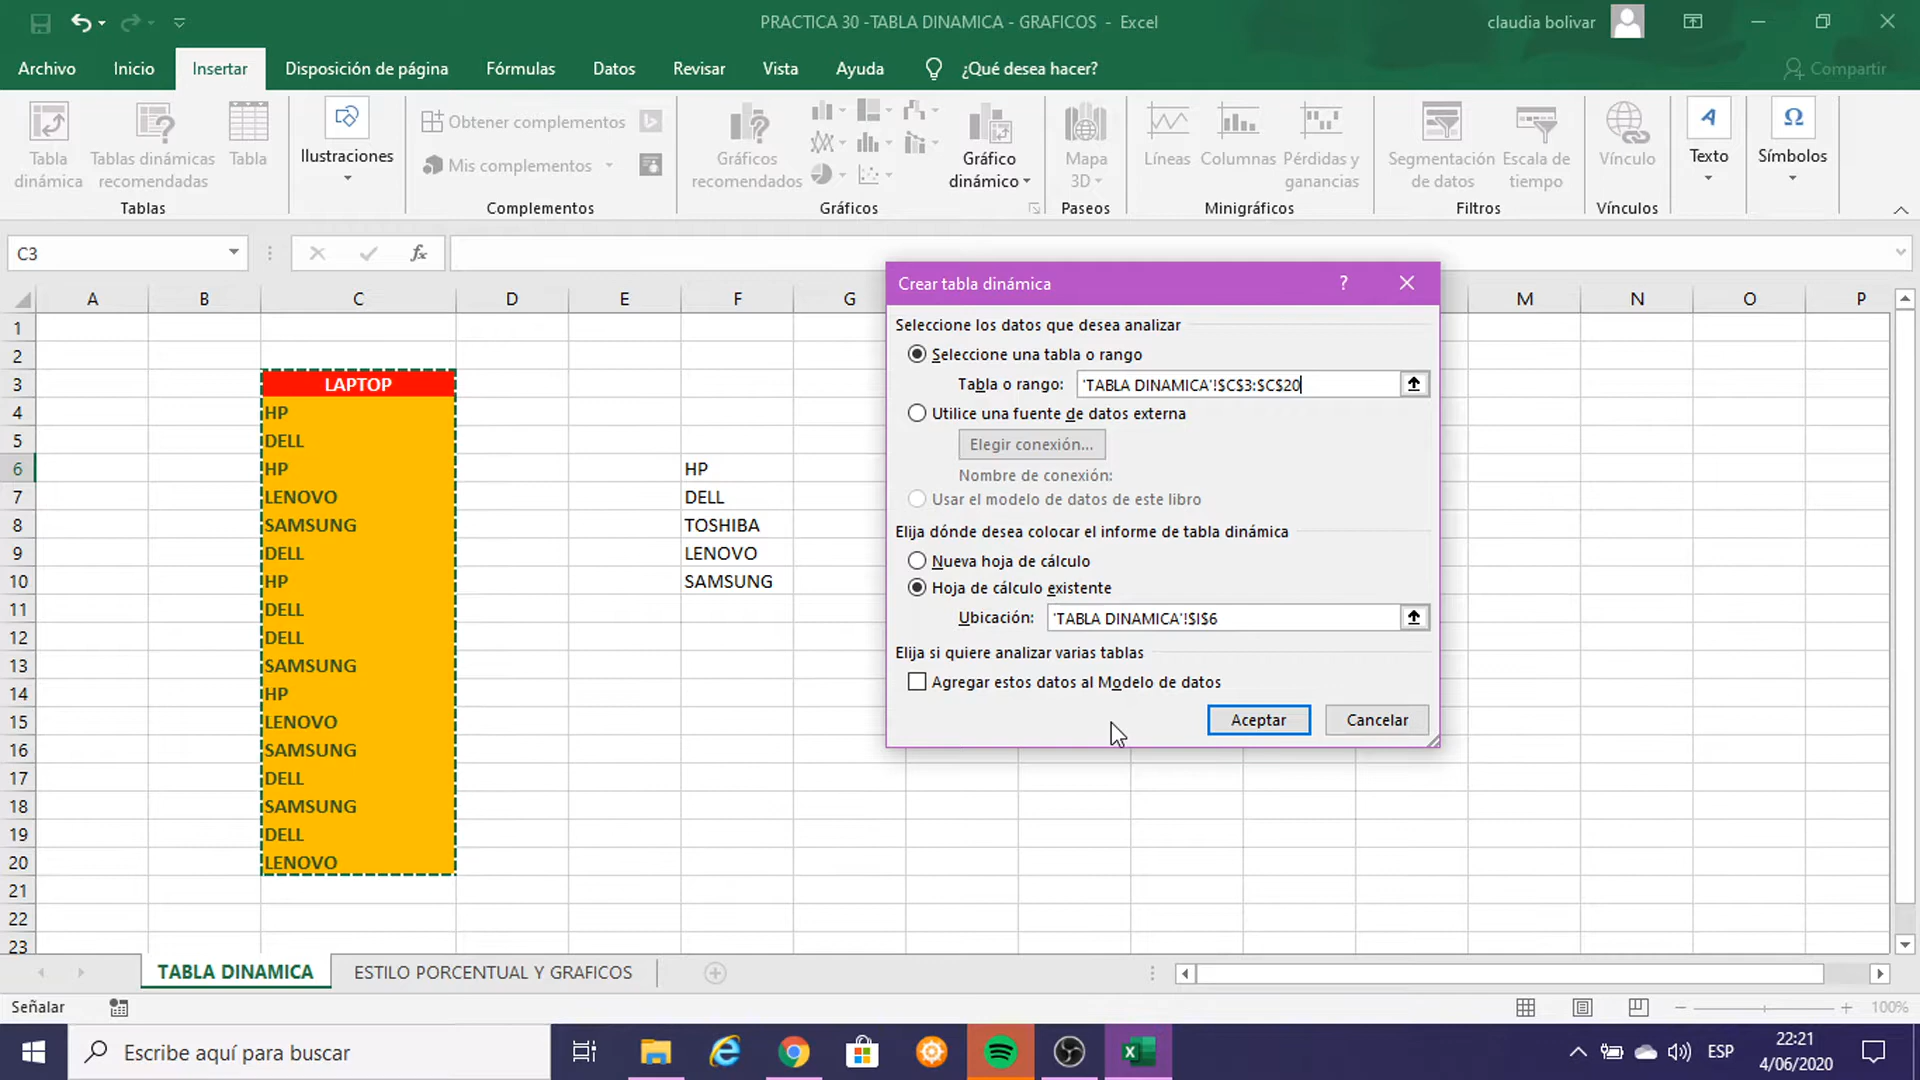 PRACTICA 30 -TABLA DINAMICA - GRAFICOS - Excel
claudia bolivar
Archivo
Inicio
Insertar
Disposición de página
Fórmulas
Datos
Revisar
Vista
Ayuda
¿Qué desea hacer?
Compartir
Tabla dinámica
Tablas dinámicas recomendadas
Tabla
Tablas
Ilustraciones
Obtener complementos
Mis complementos
Complementos
Gráficos recomendados
Gráfico dinámico
Gráficos
Mapa 3D
Paseos
Líneas
Columnas
Pérdidas y ganancias
Minigráficos
Segmentación de datos
Escala de tiempo
Filtros
Vínculo
Vínculos
A
Texto
Ω
Símbolos
C3
fx
A B C D E F G M N O P
1
2
3 LAPTOP
4 HP
5 DELL
6 HP HP
7 LENOVO DELL
8 SAMSUNG TOSHIBA
9 DELL LENOVO
10 HP SAMSUNG
11 DELL
12 DELL
13 SAMSUNG
14 HP
15 LENOVO
16 SAMSUNG
17 DELL
18 SAMSUNG
19 DELL
20 LENOVO
21
22
23
Crear tabla dinámica
?
Seleccione los datos que desea analizar
Seleccione una tabla o rango
Tabla o rango: 'TABLA DINAMICA'!$C$3:$C$20
Utilice una fuente de datos externa
Elegir conexión...
Nombre de conexión:
Usar el modelo de datos de este libro
Elija dónde desea colocar el informe de tabla dinámica
Nueva hoja de cálculo
Hoja de cálculo existente
Ubicación: 'TABLA DINAMICA'!$I$6
Elija si quiere analizar varias tablas
Agregar estos datos al Modelo de datos
Aceptar
Cancelar
TABLA DINAMICA
ESTILO PORCENTUAL Y GRAFICOS
Señalar
100%
Escribe aquí para buscar
ESP
22:21
4/06/2020